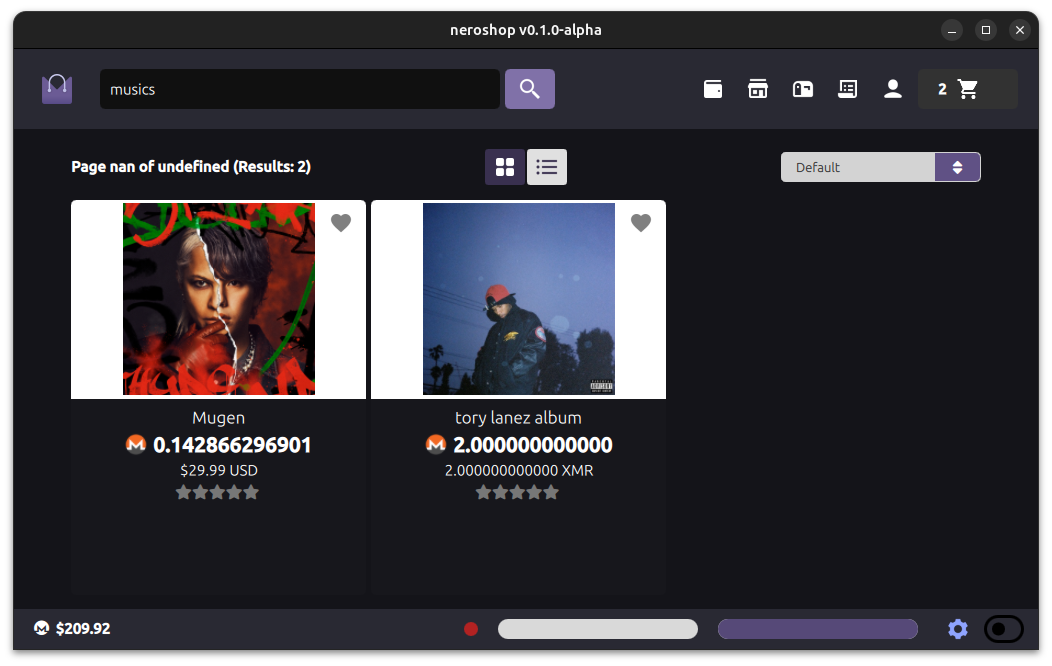 neroshop v0.1.0-alpha
musics
2
Page nan of undefined (Results: 2)
Default
Mugen
0.142866296901
$29.99 USD
tory lanez album
2.000000000000
2.000000000000 XMR
$209.92